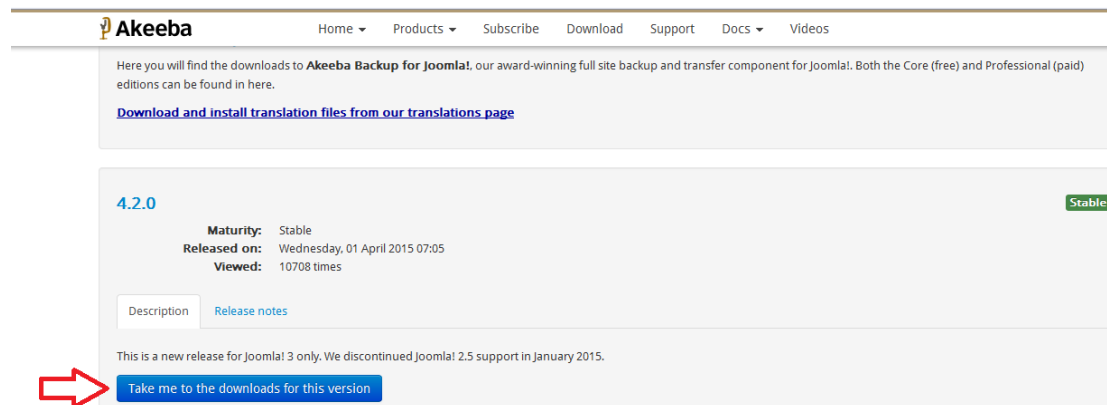 Akeeba Home Products Subscribe Download Support Docs Videos
Here you will find the downloads to Akeeba Backup for Joomla!, our award-winning full site backup and transfer component for Joomla!. Both the Core (free) and Professional (paid)
editions can be found in here.
Download and install translation files from our translations page
4.2.0 Stable
Maturity: Stable
Released on: Wednesday, 01 April 2015 07:05
Viewed: 10708 times
Description Release notes
This is a new release for Joomla! 3 only. We discontinued Joomla! 2.5 support in January 2015.
Take me to the downloads for this version